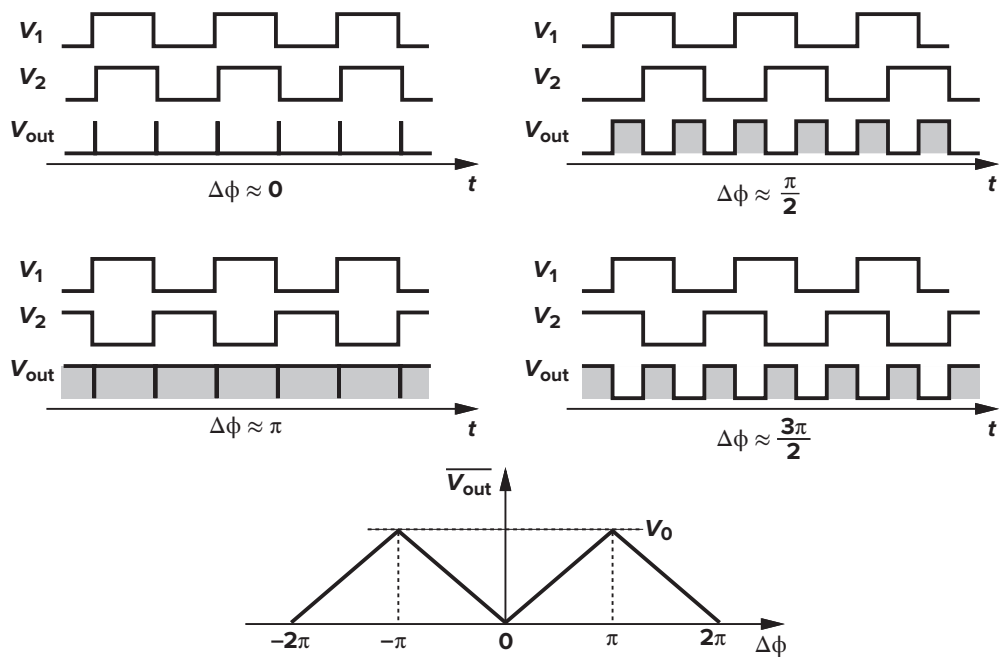 V1
V2
Vout
t
Δϕ ≈ 0
V1
V2
Vout
t
Δϕ ≈ π/2
V1
V2
Vout
t
Δϕ ≈ π
V1
V2
Vout
t
Δϕ ≈ 3π/2
Vout
V0
−2π −π 0 π 2π Δϕ